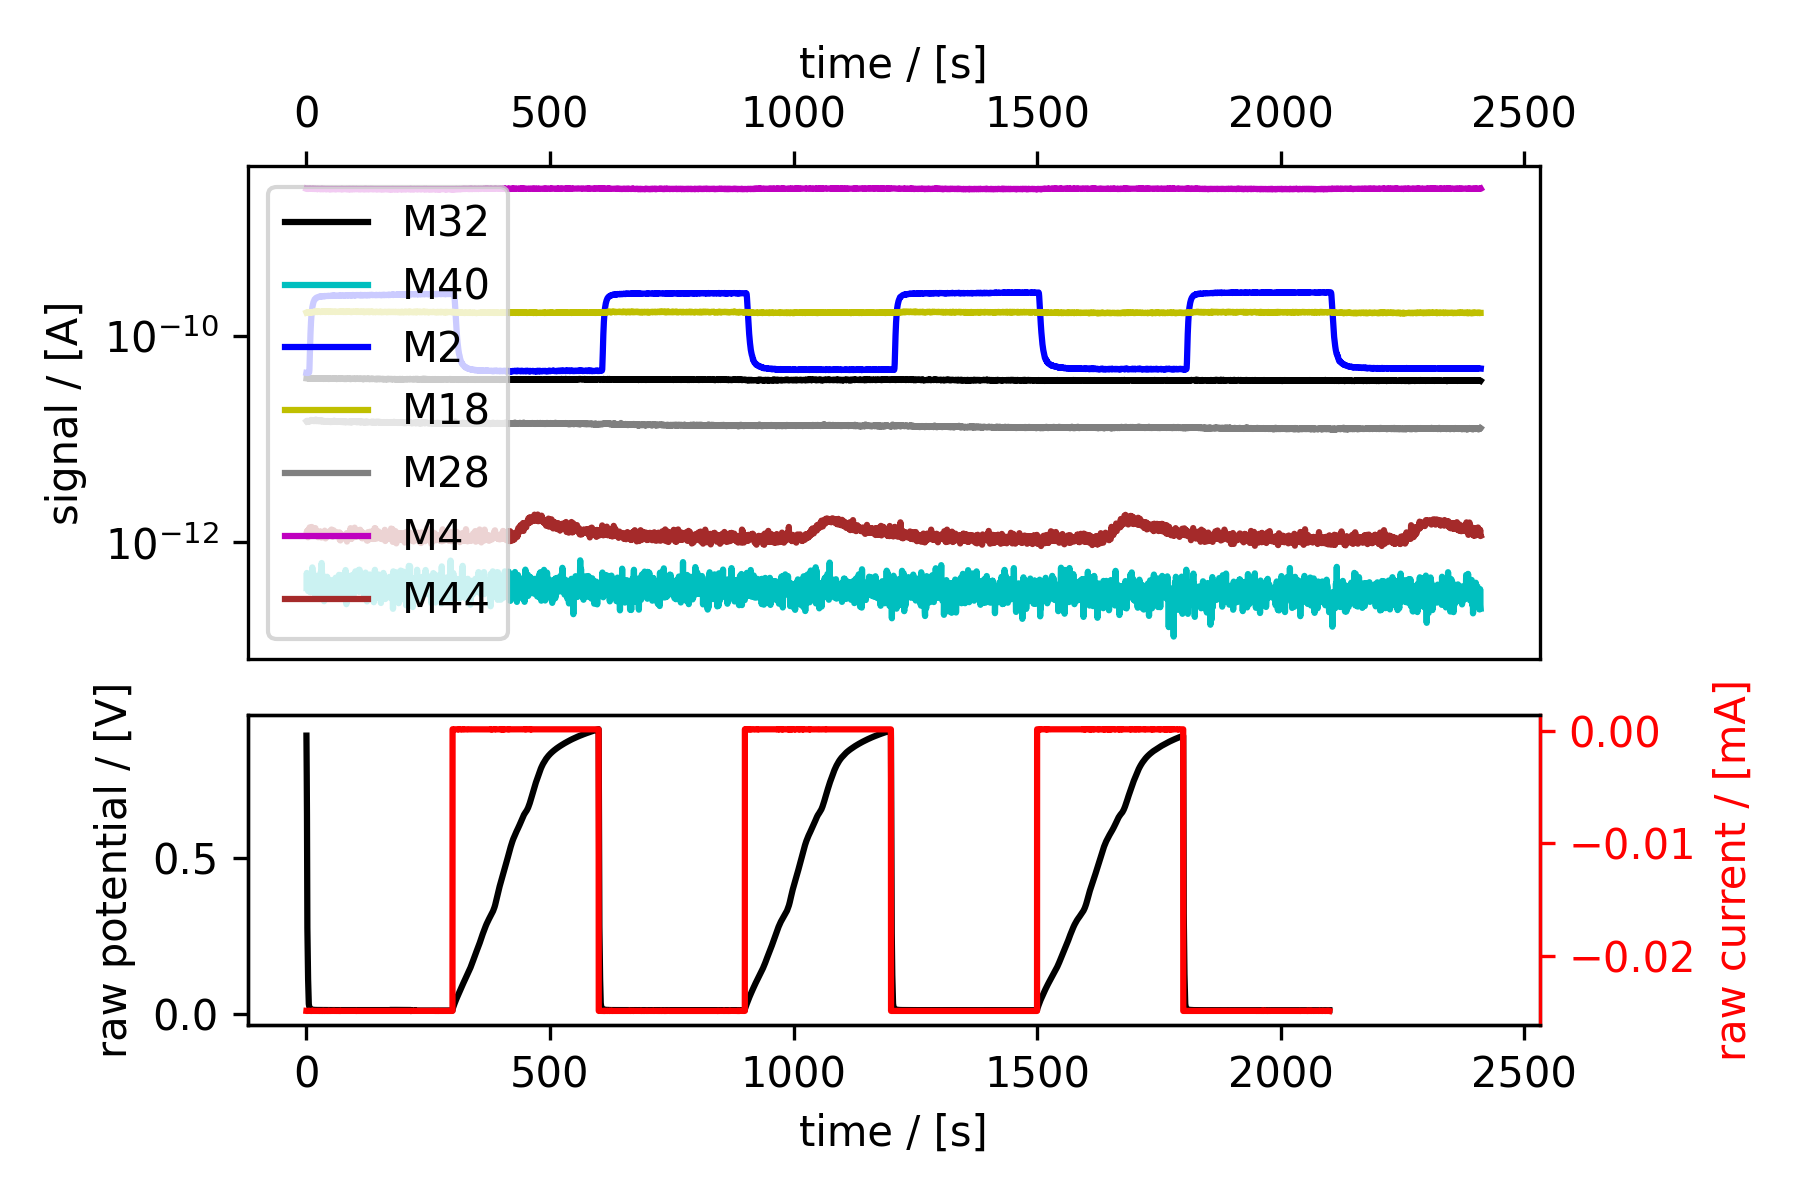 time / [s]
0 500 1000 1500 2000 2500
signal / [A]
10⁻¹⁰
10⁻¹²
M32
M40
M2
M18
M28
M4
M44
raw potential / [V]
0.5
0.0
0.00
−0.01
−0.02
raw current / [mA]
0 500 1000 1500 2000 2500
time / [s]